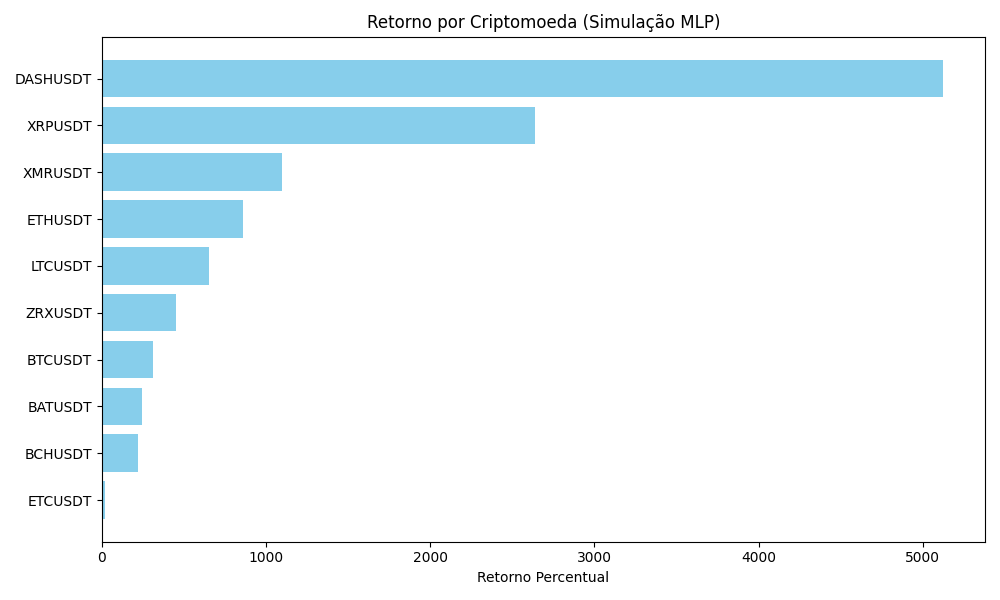 Retorno por Criptomoeda (Simulação MLP)
DASHUSDT
XRPUSDT
XMRUSDT
ETHUSDT
LTCUSDT
ZRXUSDT
BTCUSDT
BATUSDT
BCHUSDT
ETCUSDT
0 1000 2000 3000 4000 5000
Retorno Percentual